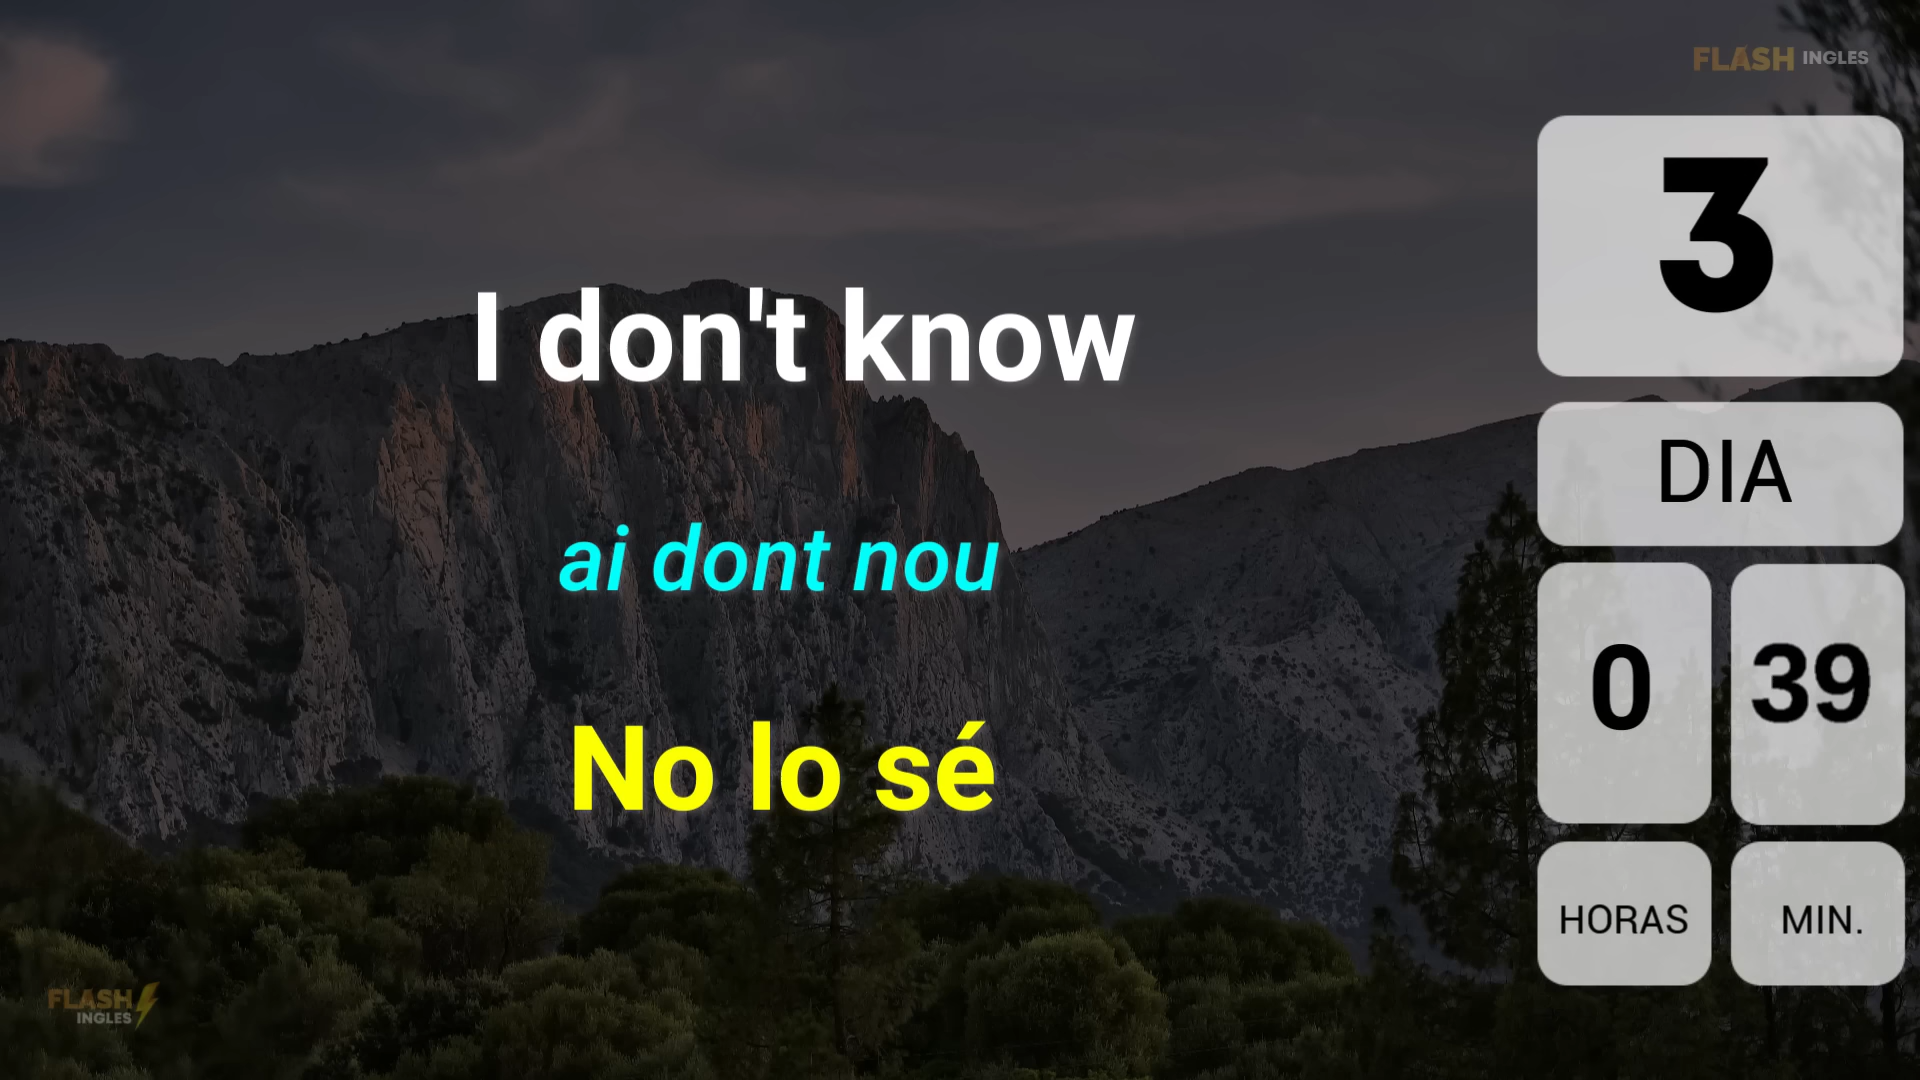 FLASH INGLES
3
I don't know
DIA
ai dont nou
0 39
No lo sé
HORAS MIN.
FLASH
INGLES